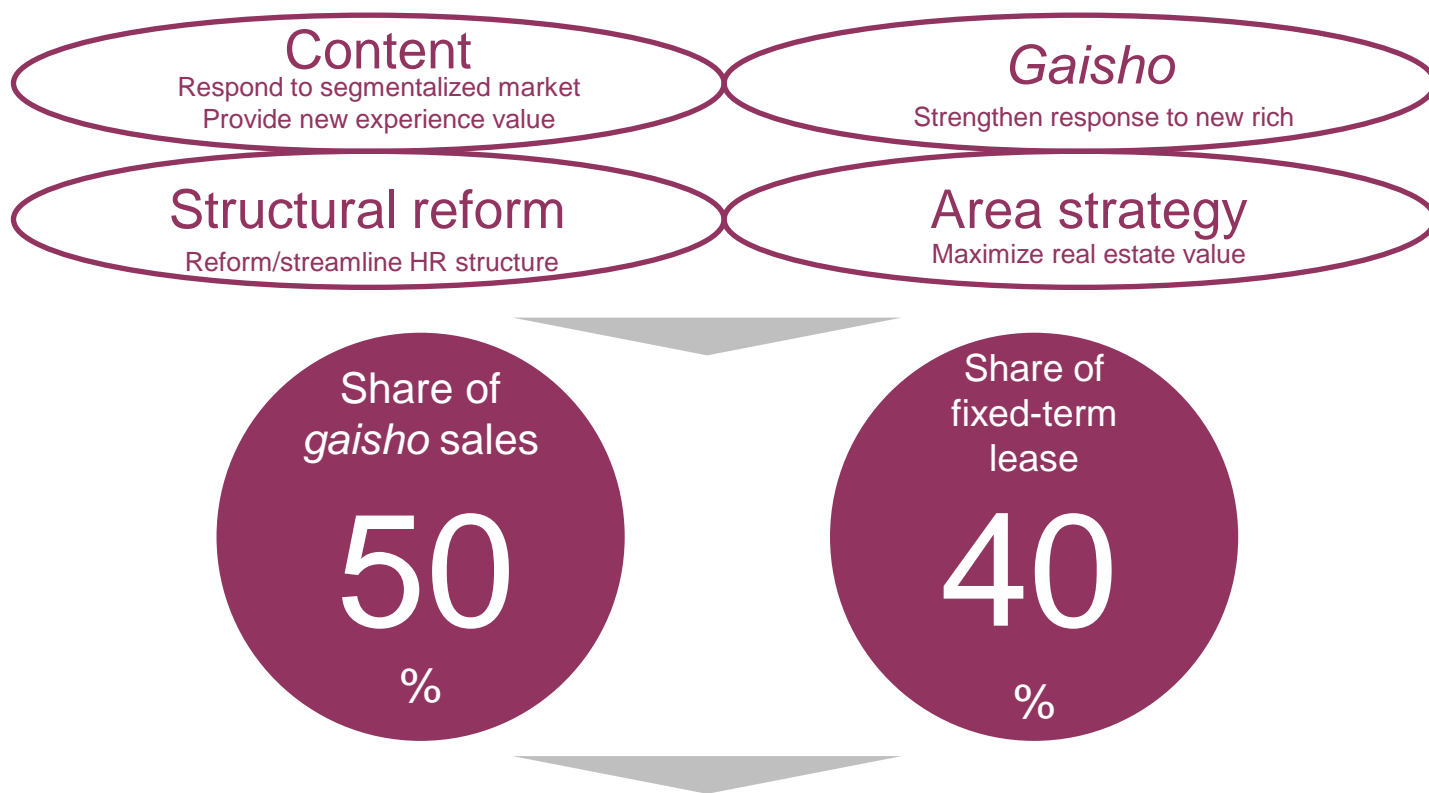 Content
Respond to segmentalized market
Provide new experience value
Gaisho
Strengthen response to new rich
Structural reform
Reform/streamline HR structure
Area strategy
Maximize real estate value
Share of
gaisho sales
50
%
Share of
fixed-term
lease
40
%